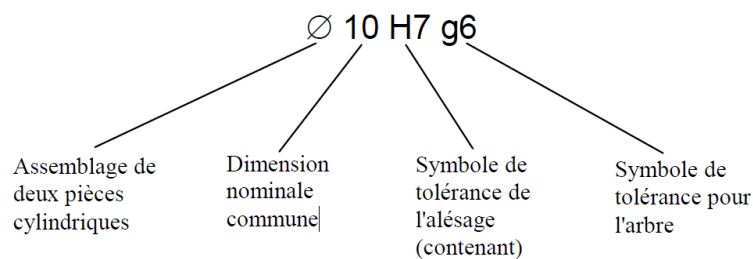 ∅ 10 H7 g6
Assemblage de
deux pièces
cylindriques
Dimension
nominale
commune
Symbole de
tolérance de
l'alésage
(contenant)
Symbole de
tolérance pour
l'arbre